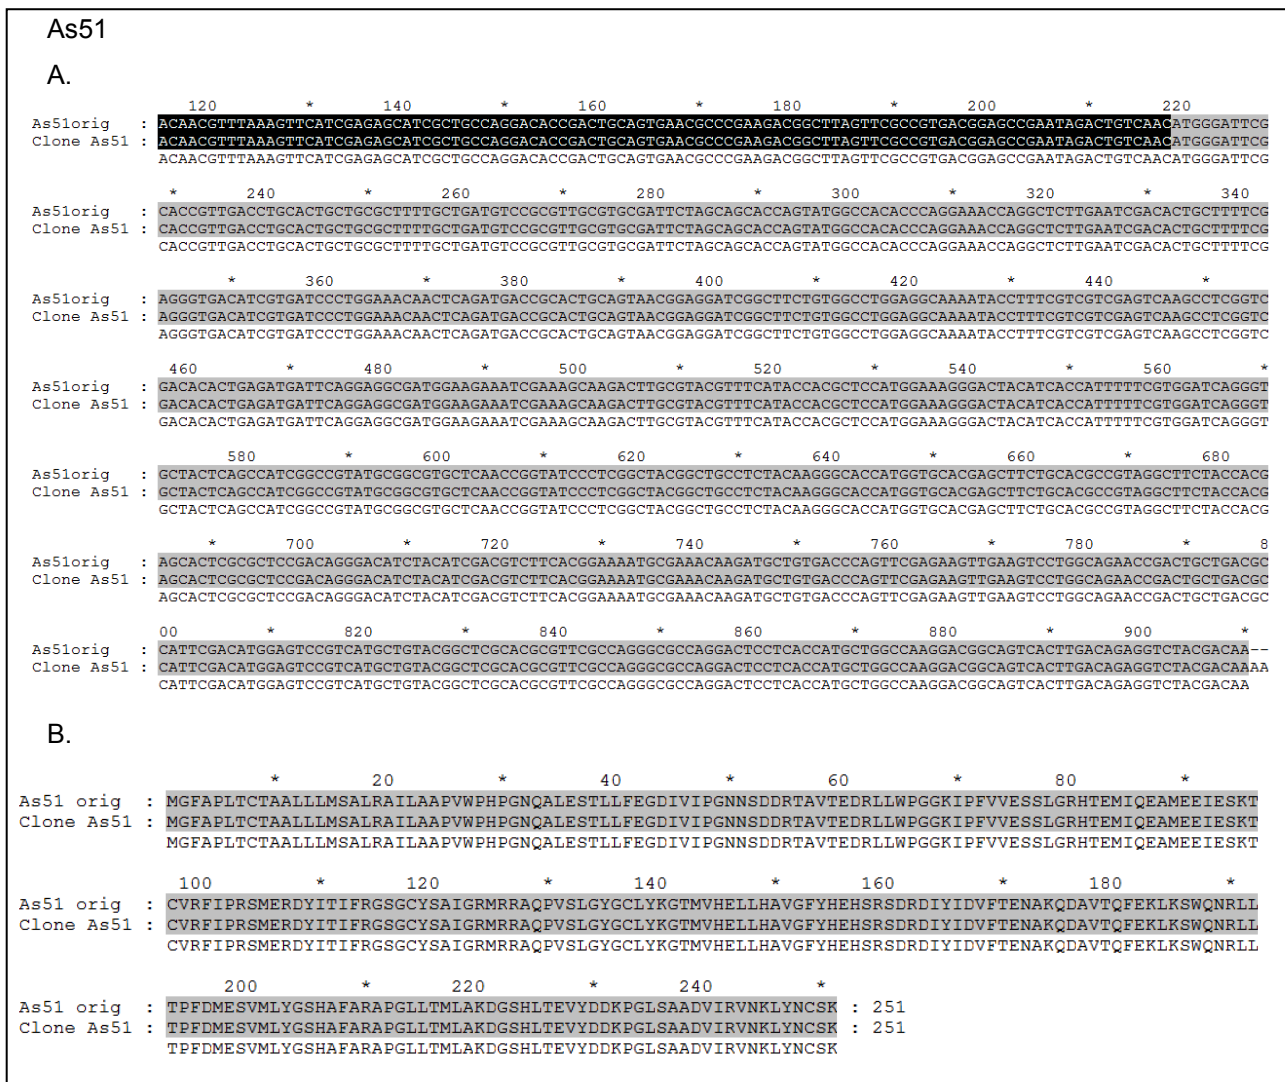 As51
A.
120 * 140 * 160 * 180 * 200 * 220
As51orig : ACAACGTTTAAAGTTCATCGAGAGCATCGCTGCCAGGACACCGACTGCAGTGAACGCCCGAAGACGGCTTAGTTCGCCGTGACGGAGCCGAATAGACTGTCAACATGGGATTCG
Clone As51 : ACAACGTTTAAAGTTCATCGAGAGCATCGCTGCCAGGACACCGACTGCAGTGAACGCCCGAAGACGGCTTAGTTCGCCGTGACGGAGCCGAATAGACTGTCAACATGGGATTCG
ACAACGTTTAAAGTTCATCGAGAGCATCGCTGCCAGGACACCGACTGCAGTGAACGCCCGAAGACGGCTTAGTTCGCCGTGACGGAGCCGAATAGACTGTCAACATGGGATTCG
* 240 * 260 * 280 * 300 * 320 * 340
As51orig : CACCGTTGACCTGCACTGCTGCGCTTTTGCTGATGTCCGCGTTGCGTGCGATTCTAGCAGCACCAGTATGGCCACACCCAGGAAACCAGGCTCTTGAATCGACACTGCTTTTCG
Clone As51 : CACCGTTGACCTGCACTGCTGCGCTTTTGCTGATGTCCGCGTTGCGTGCGATTCTAGCAGCACCAGTATGGCCACACCCAGGAAACCAGGCTCTTGAATCGACACTGCTTTTCG
CACCGTTGACCTGCACTGCTGCGCTTTTGCTGATGTCCGCGTTGCGTGCGATTCTAGCAGCACCAGTATGGCCACACCCAGGAAACCAGGCTCTTGAATCGACACTGCTTTTCG
* 360 * 380 * 400 * 420 * 440 *
As51orig : AGGGTGACATCGTGATCCCTGGAAACAACTCAGATGACCGCACTGCAGTAACGGAGGATCGGCTTCTGTGGCCTGGAGGCAAAATACCTTTCGTCGTCGAGTCAAGCCTCGGTC
Clone As51 : AGGGTGACATCGTGATCCCTGGAAACAACTCAGATGACCGCACTGCAGTAACGGAGGATCGGCTTCTGTGGCCTGGAGGCAAAATACCTTTCGTCGTCGAGTCAAGCCTCGGTC
AGGGTGACATCGTGATCCCTGGAAACAACTCAGATGACCGCACTGCAGTAACGGAGGATCGGCTTCTGTGGCCTGGAGGCAAAATACCTTTCGTCGTCGAGTCAAGCCTCGGTC
460 * 480 * 500 * 520 * 540 * 560 *
As51orig : GACACACTGAGATGATTCAGGAGGCGATGGAAGAAATCGAAAGCAAGACTTGCGTACGTTTCATACCACGCTCCATGGAAAGGGACTACATCACCATTTTTCGTGGATCAGGGT
Clone As51 : GACACACTGAGATGATTCAGGAGGCGATGGAAGAAATCGAAAGCAAGACTTGCGTACGTTTCATACCACGCTCCATGGAAAGGGACTACATCACCATTTTTCGTGGATCAGGGT
GACACACTGAGATGATTCAGGAGGCGATGGAAGAAATCGAAAGCAAGACTTGCGTACGTTTCATACCACGCTCCATGGAAAGGGACTACATCACCATTTTTCGTGGATCAGGGT
580 * 600 * 620 * 640 * 660 * 680
As51orig : GCTACTCAGCCATCGGCCGTATGCGGCGTGCTCAACCGGTATCCCTCGGCTACGGCTGCCTCTACAAGGGCACCATGGTGCACGAGCTTCTGCACGCCGTAGGCTTCTACCACG
Clone As51 : GCTACTCAGCCATCGGCCGTATGCGGCGTGCTCAACCGGTATCCCTCGGCTACGGCTGCCTCTACAAGGGCACCATGGTGCACGAGCTTCTGCACGCCGTAGGCTTCTACCACG
GCTACTCAGCCATCGGCCGTATGCGGCGTGCTCAACCGGTATCCCTCGGCTACGGCTGCCTCTACAAGGGCACCATGGTGCACGAGCTTCTGCACGCCGTAGGCTTCTACCACG
* 700 * 720 * 740 * 760 * 780 * 8
As51orig : AGCACTCGCGCTCCGACAGGGACATCTACATCGACGTCTTCACGGAAAATGCGAAACAAGATGCTGTGACCCAGTTCGAGAAGTTGAAGTCCTGGCAGAACCGACTGCTGACGC
Clone As51 : AGCACTCGCGCTCCGACAGGGACATCTACATCGACGTCTTCACGGAAAATGCGAAACAAGATGCTGTGACCCAGTTCGAGAAGTTGAAGTCCTGGCAGAACCGACTGCTGACGC
AGCACTCGCGCTCCGACAGGGACATCTACATCGACGTCTTCACGGAAAATGCGAAACAAGATGCTGTGACCCAGTTCGAGAAGTTGAAGTCCTGGCAGAACCGACTGCTGACGC
00 * 820 * 840 * 860 * 880 * 900 *
As51orig : CATTCGACATGGAGTCCGTCATGCTGTACGGCTCGCACGCGTTCGCCAGGGCGCCAGGACTCCTCACCATGCTGGCCAAGGACGGCAGTCACTTGACAGAGGTCTACGACAA--
Clone As51 : CATTCGACATGGAGTCCGTCATGCTGTACGGCTCGCACGCGTTCGCCAGGGCGCCAGGACTCCTCACCATGCTGGCCAAGGACGGCAGTCACTTGACAGAGGTCTACGACAAAA
CATTCGACATGGAGTCCGTCATGCTGTACGGCTCGCACGCGTTCGCCAGGGCGCCAGGACTCCTCACCATGCTGGCCAAGGACGGCAGTCACTTGACAGAGGTCTACGACAA
B.
* 20 * 40 * 60 * 80 *
As51 orig : MGFAPLTCTAALLLMSALRAILAAPVWPHPGNQALESTLLFEGDIVIPGNNSDDRTAVTEDRLLWPGGKIPFVVESSLGRHTEMIQEAMEEIESKT
Clone As51 : MGFAPLTCTAALLLMSALRAILAAPVWPHPGNQALESTLLFEGDIVIPGNNSDDRTAVTEDRLLWPGGKIPFVVESSLGRHTEMIQEAMEEIESKT
MGFAPLTCTAALLLMSALRAILAAPVWPHPGNQALESTLLFEGDIVIPGNNSDDRTAVTEDRLLWPGGKIPFVVESSLGRHTEMIQEAMEEIESKT
100 * 120 * 140 * 160 * 180 *
As51 orig : CVRFIPRSMERDYITIFRGSGCYSAIGRMRRAQPVSLGYGCLYKGTMVHELLHAVGFYHEHSRSDRDIYIDVFTENAKQDAVTQFEKLKSWQNRLL
Clone As51 : CVRFIPRSMERDYITIFRGSGCYSAIGRMRRAQPVSLGYGCLYKGTMVHELLHAVGFYHEHSRSDRDIYIDVFTENAKQDAVTQFEKLKSWQNRLL
CVRFIPRSMERDYITIFRGSGCYSAIGRMRRAQPVSLGYGCLYKGTMVHELLHAVGFYHEHSRSDRDIYIDVFTENAKQDAVTQFEKLKSWQNRLL
200 * 220 * 240 *
As51 orig : TPFDMESVMLYGSHAFARAPGLLTMLAKDGSHLTEVYDDKPGLSAADVIRVNKLYNCSK : 251
Clone As51 : TPFDMESVMLYGSHAFARAPGLLTMLAKDGSHLTEVYDDKPGLSAADVIRVNKLYNCSK : 251
TPFDMESVMLYGSHAFARAPGLLTMLAKDGSHLTEVYDDKPGLSAADVIRVNKLYNCSK